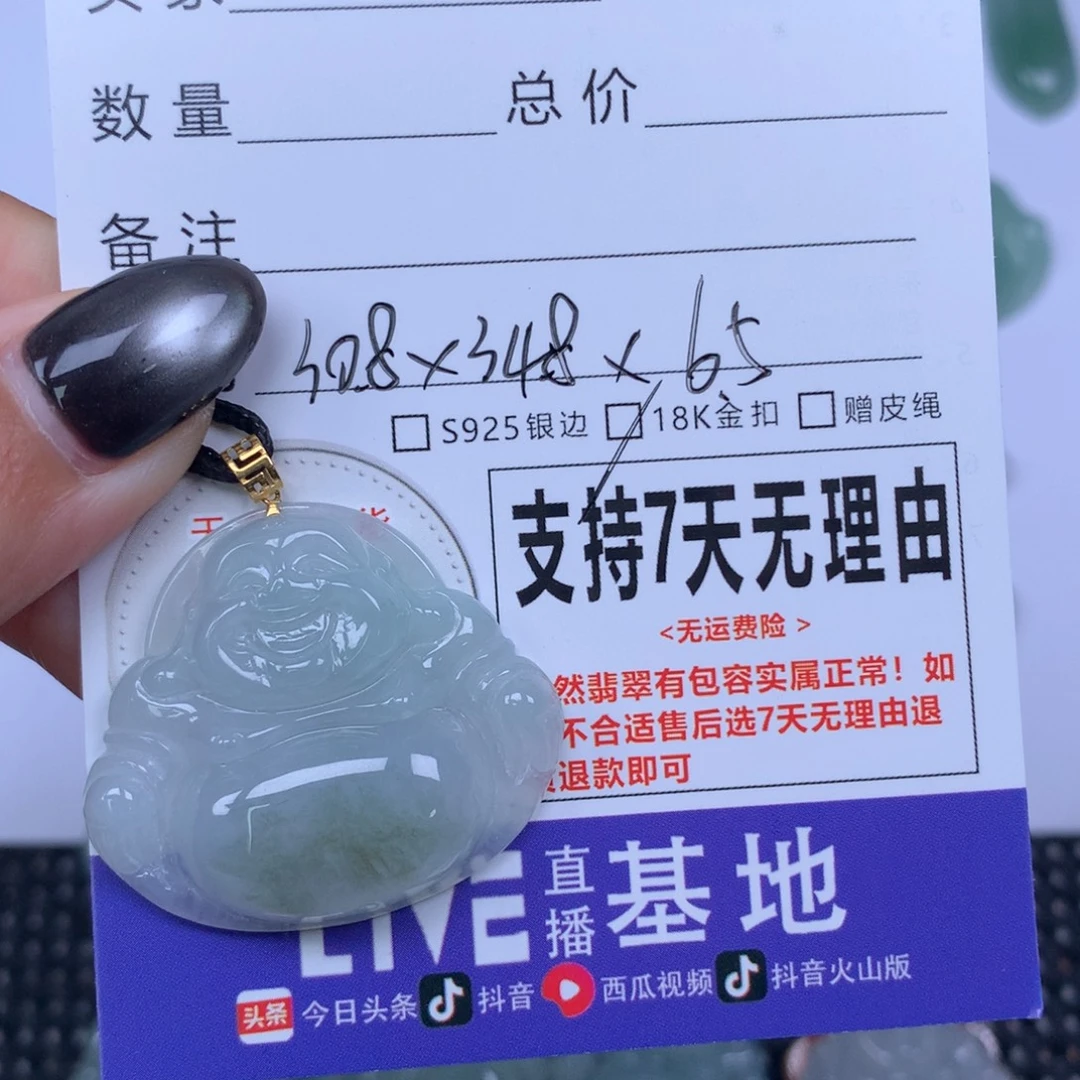 数量 总价
备注
308×348×65
S925银边 18K金扣 赠皮绳
支持7天无理由
<无运费险>
然翡翠有包容实属正常！如
不合适售后选7天无理由退
退款即可
LIVE 直播 基地
头条 今日头条 抖音 西瓜视频 抖音火山版